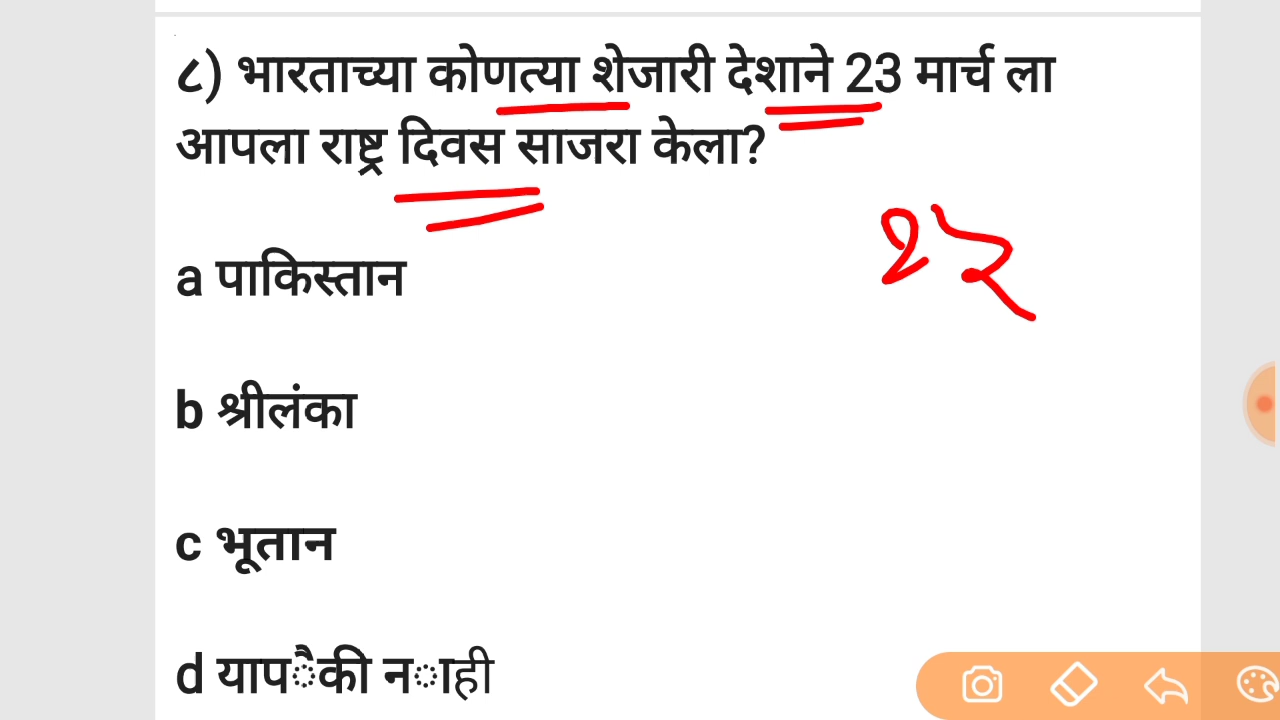 ८) भारताच्या कोणत्या शेजारी देशाने 23 मार्च ला
आपला राष्ट्र दिवस साजरा केला?
२२
a पाकिस्तान
b श्रीलंका
c भूतान
d यापैकी नाही